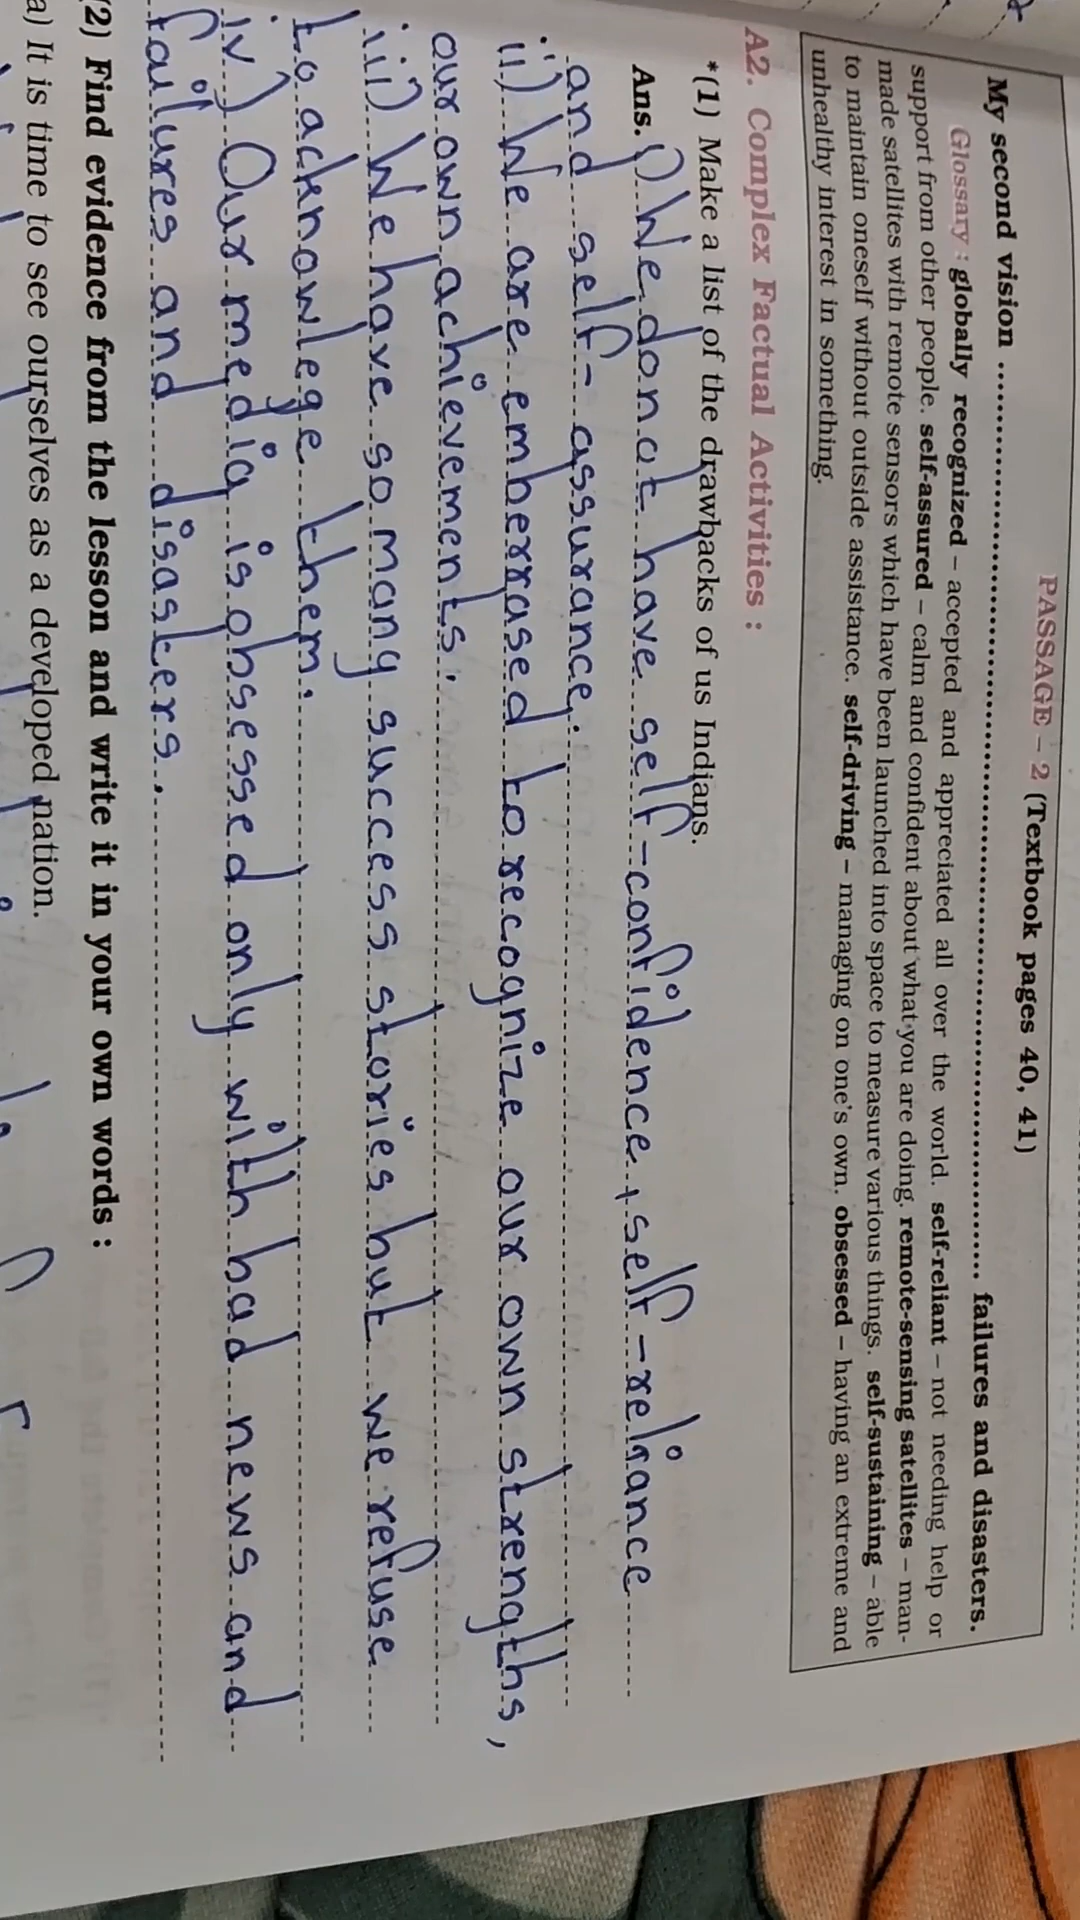 PASSAGE – 2 (Textbook pages 40, 41)
My second vision .................... failures and disasters.
Glossary : globally recognized – accepted and appreciated all over the world. self-reliant – not needing help or
support from other people. self-assured – calm and confident about what you are doing. remote-sensing satellites – man-
made satellites with remote sensors which have been launched into space to measure various things. self-sustaining – able
to maintain oneself without outside assistance. self-driving – managing on one's own. obsessed – having an extreme and
unhealthy interest in something.
A2. Complex Factual Activities :
*(1) Make a list of the drawbacks of us Indians.
Ans. i) We donot have self-confidence, self-reliance
and self-assurance.
ii) We are emberrased to recognize our own strengths,
our own achievements.
iii) We have so many success stories but we refuse
to acknowlege them.
iv) Our media is obsessed only with bad news and
failures and disasters.
(2) Find evidence from the lesson and write it in your own words :
a) It is time to see ourselves as a developed nation.